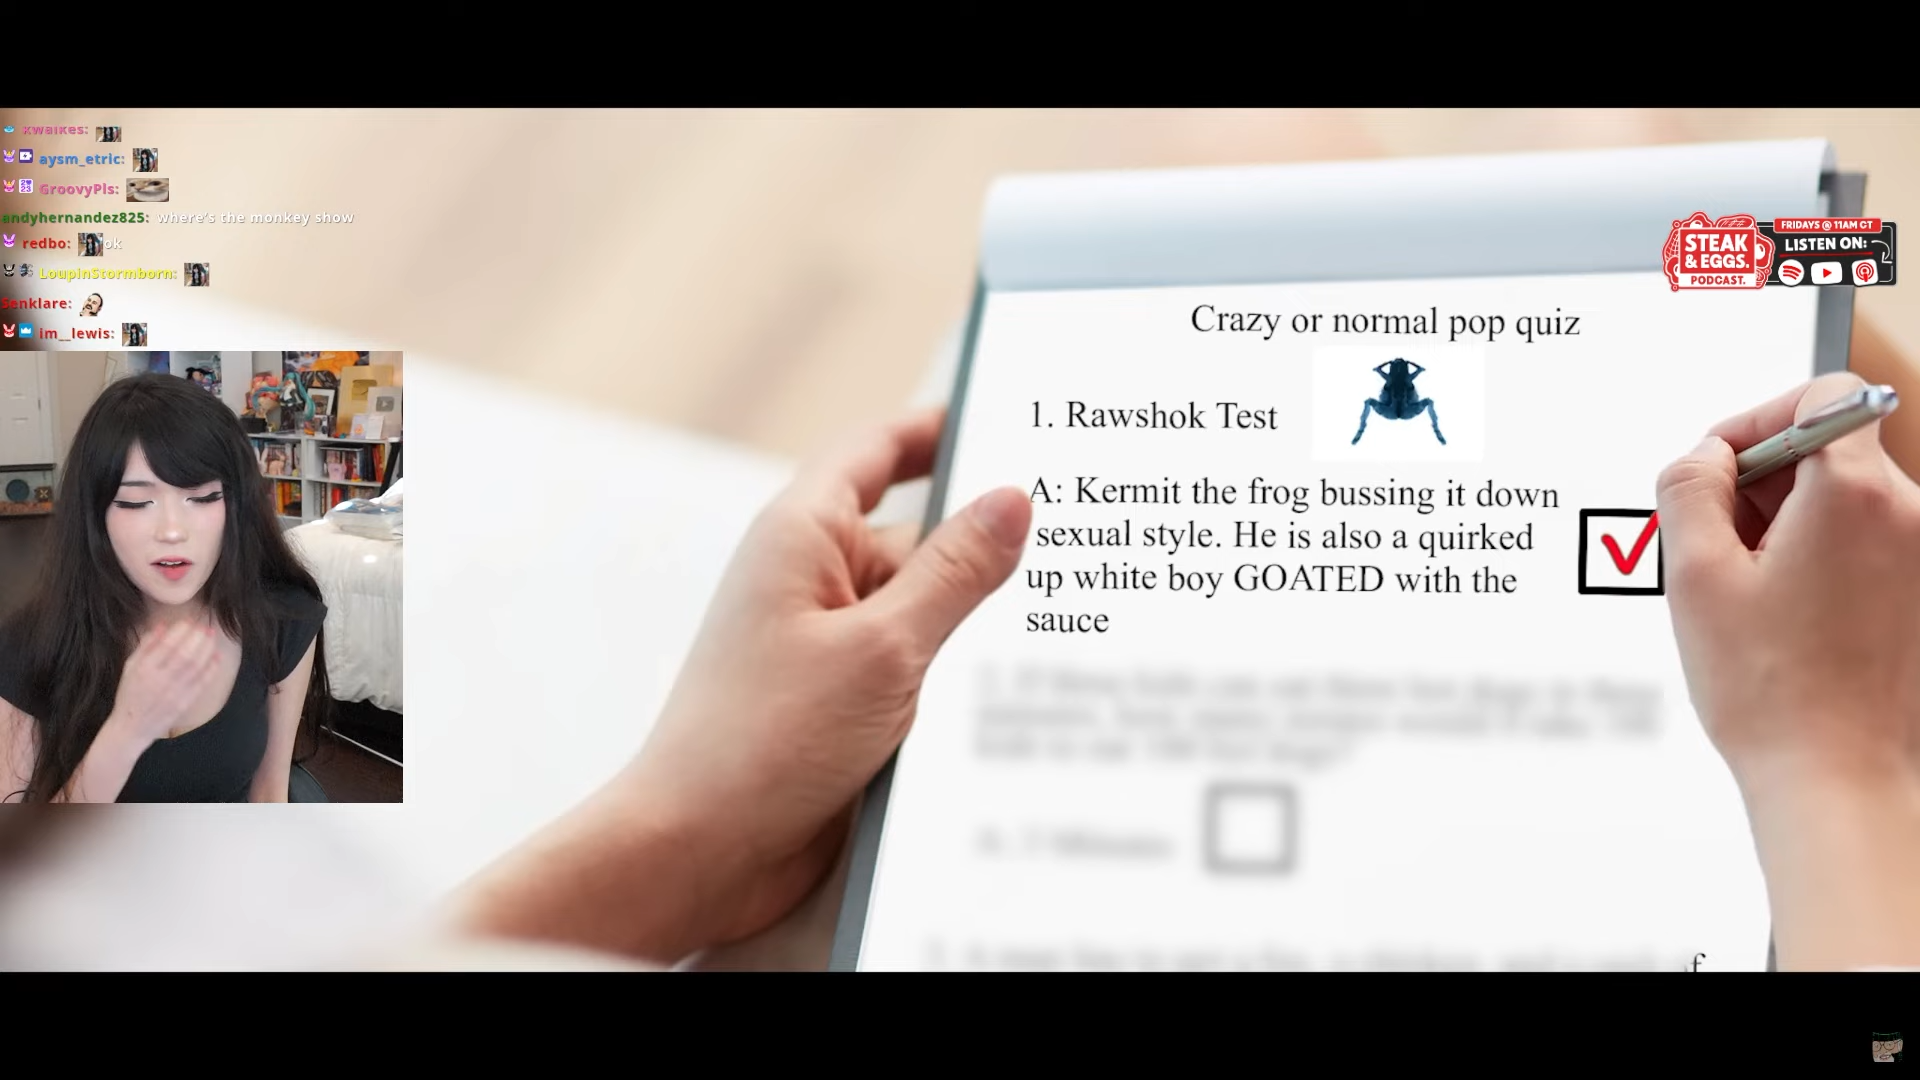 xwalkes:
aysm_etric:
GroovyPls:
andyhernandez825: where's the monkey show
redbo: ok
LoupinStormborn:
Senklare:
im__lewis:
FRIDAYS @ 11AM CT
STEAK
& EGGS.
PODCAST.
LISTEN ON:
Crazy or normal pop quiz
1. Rawshok Test
A: Kermit the frog bussing it down
sexual style. He is also a quirked
up white boy GOATED with the
sauce